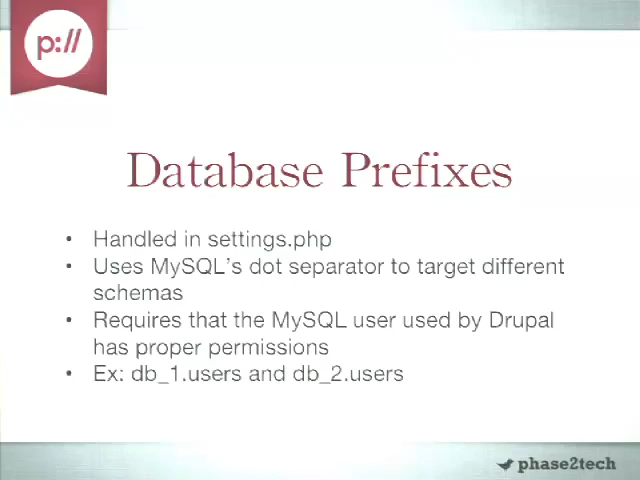 p://
Database Prefixes
• Handled in settings.php
• Uses MySQL's dot separator to target different
schemas
• Requires that the MySQL user used by Drupal
has proper permissions
• Ex: db_1.users and db_2.users
phase2tech